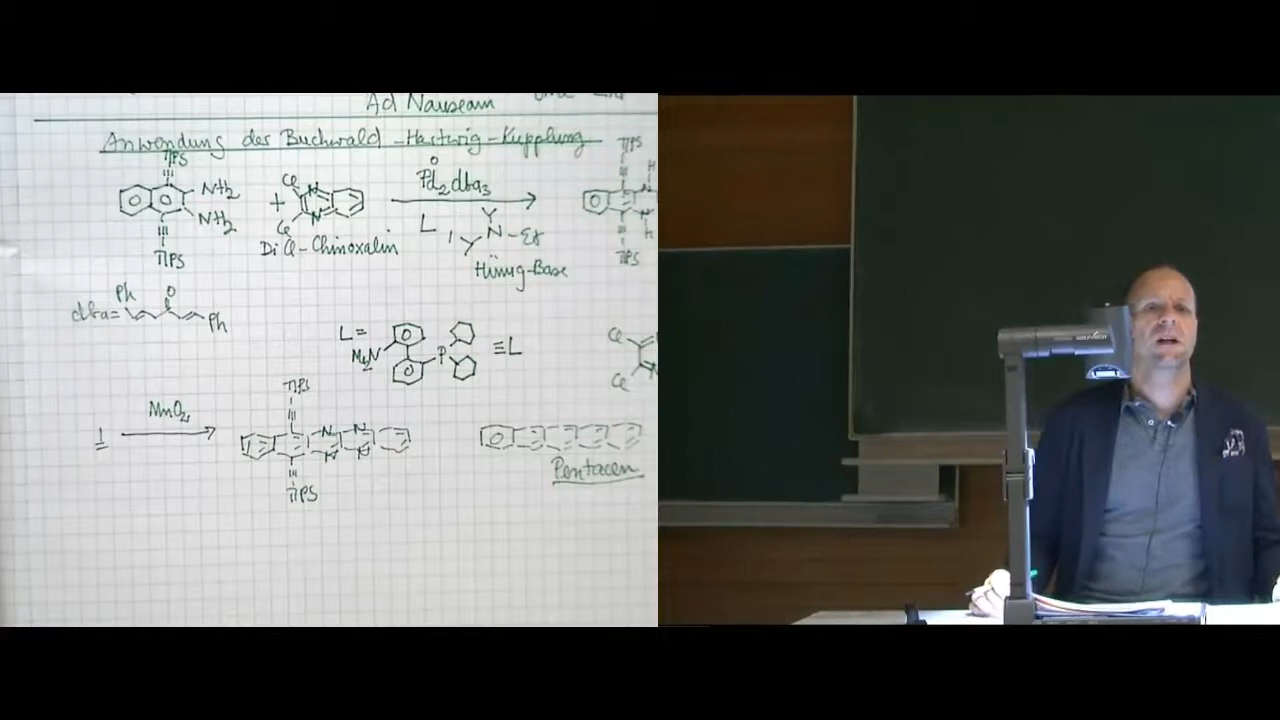 Ad Nauseam
Anwendung der Buchwald-Hartwig-Kupplung
TIPS
NH2
NH2
TIPS
+
Cl
N
N
Cl
Di Cl-Chinoxalin
0
Pd2dba3
L
N-Et
Hünig-Base
TIPS
H
N
N
H
TIPS
dba=
Ph
O
Ph
L =
Me2N
P
≡L
Cl
Cl
1
MnO2
TIPS
N N
N N
TIPS
Pentacen